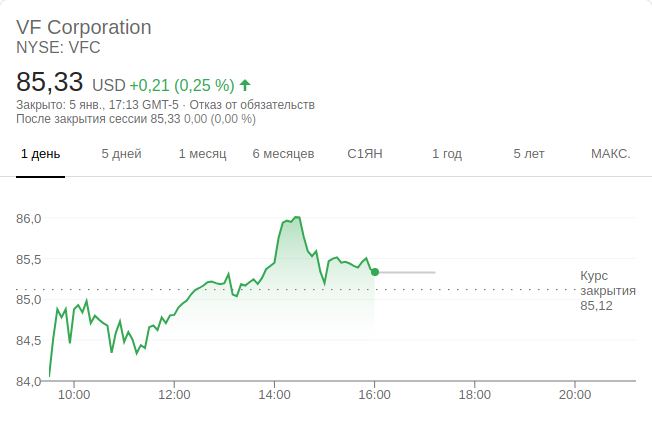 VF Corporation
NYSE: VFC
85,33 USD +0,21 (0,25 %)
Закрыто: 5 янв., 17:13 GMT-5 · Отказ от обязательств
После закрытия сессии 85,33 0,00 (0,00 %)
1 день 5 дней 1 месяц 6 месяцев С1ЯН 1 год 5 лет МАКС.
86,0
85,5
85,0
84,5
84,0
Курс
закрытия
85,12
10:00 12:00 14:00 16:00 18:00 20:00